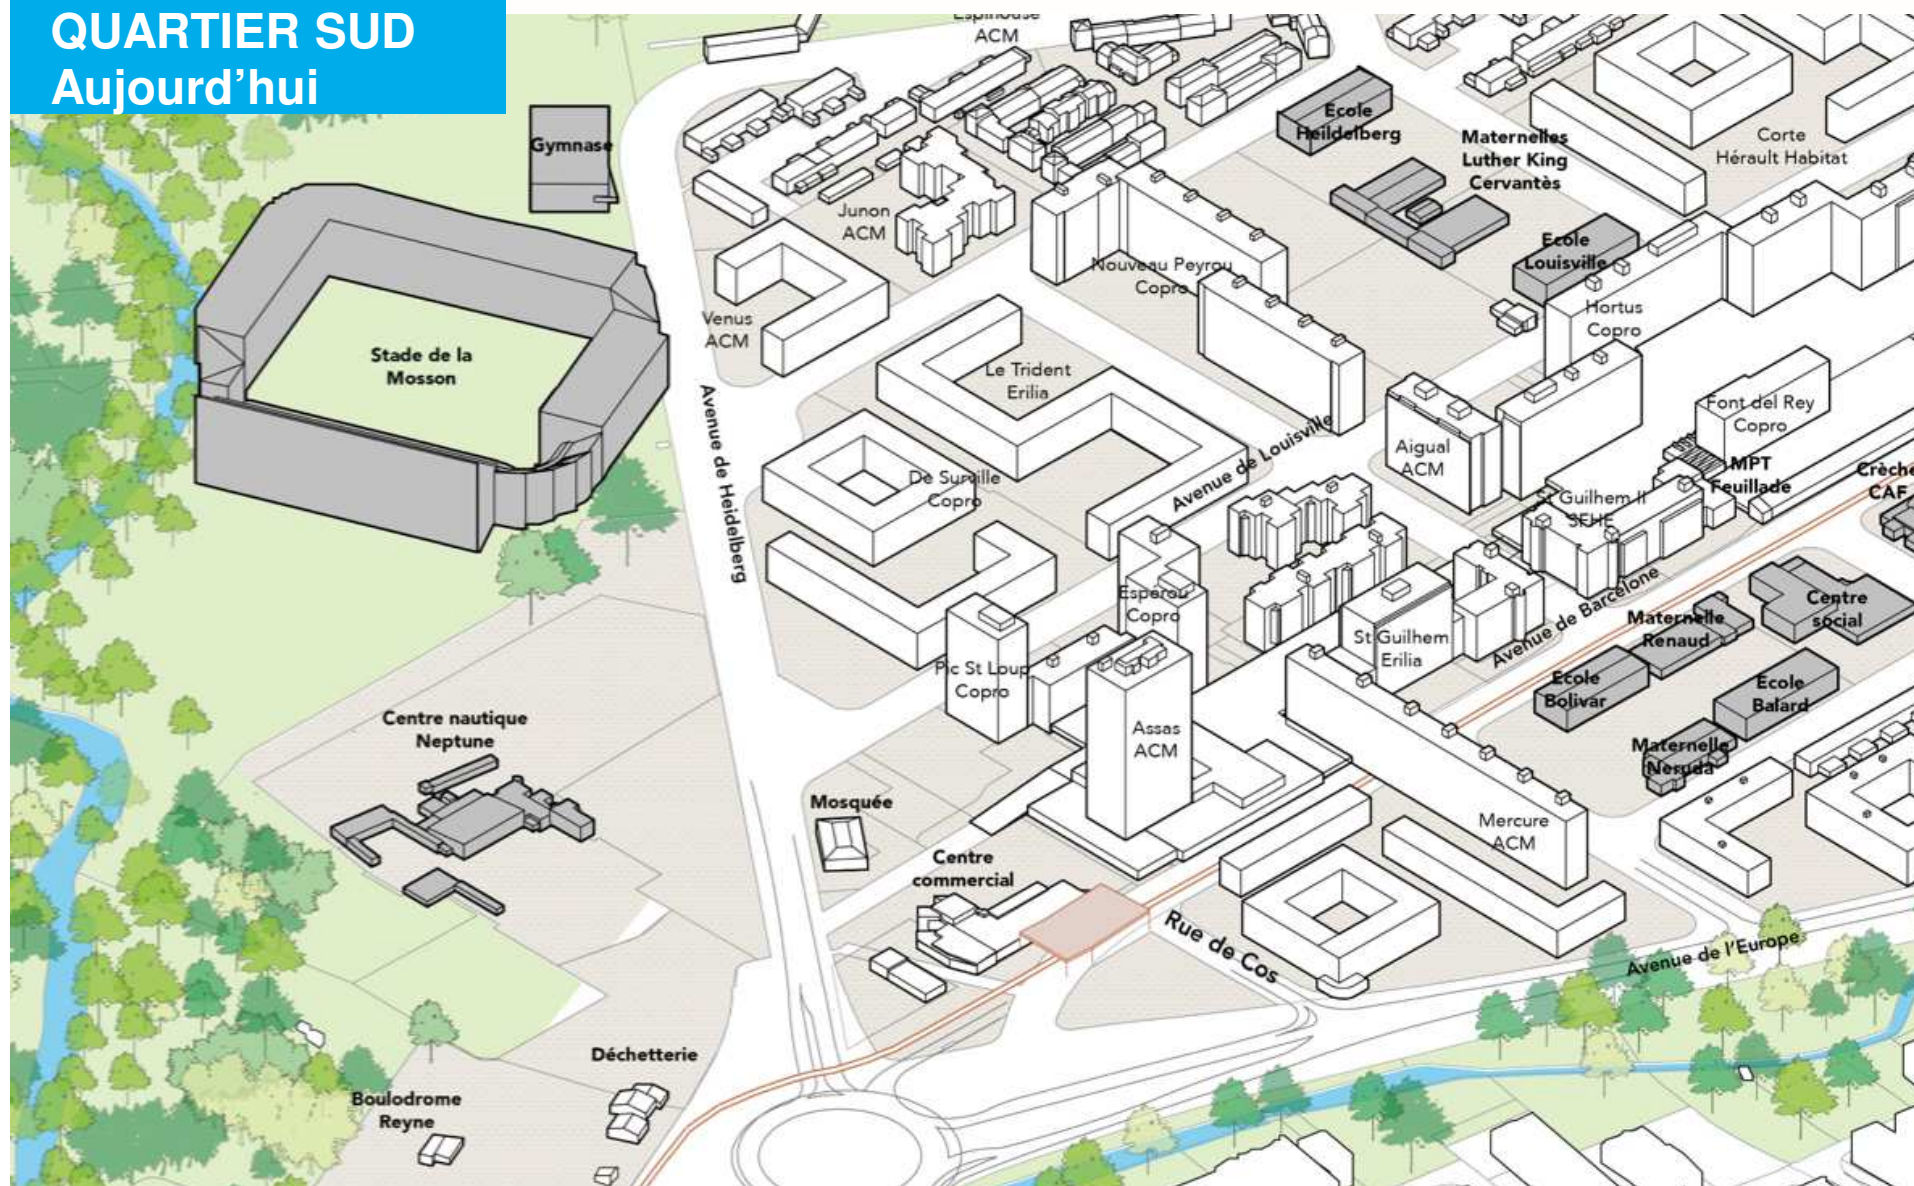 QUARTIER SUD
Aujourd'hui
Espinouse
ACM
Gymnase
Ecole
Heildelberg
Maternelles
Luther King
Cervantès
Corte
Hérault Habitat
Junon
ACM
Ecole
Louisville
Nouveau Peyrou
Copro
Hortus
Copro
Venus
ACM
Stade de la
Mosson
Le Trident
Erilia
Avenue de Heidelberg
Font del Rey
Copro
Aigual
ACM
Avenue de Louisville
De Surville
Copro
MPT
Feuillade
Crèche
CAF
St Guilhem II
SFHE
Esperou
Copro
Avenue de Barcelone
Centre
social
Maternelle
Renaud
St Guilhem
Erilia
Pic St Loup
Copro
Ecole
Bolivar
Ecole
Balard
Centre nautique
Neptune
Assas
ACM
Maternelle
Neruda
Mosquée
Mercure
ACM
Centre
commercial
Rue de Cos
Avenue de l'Europe
Déchetterie
Boulodrome
Reyne